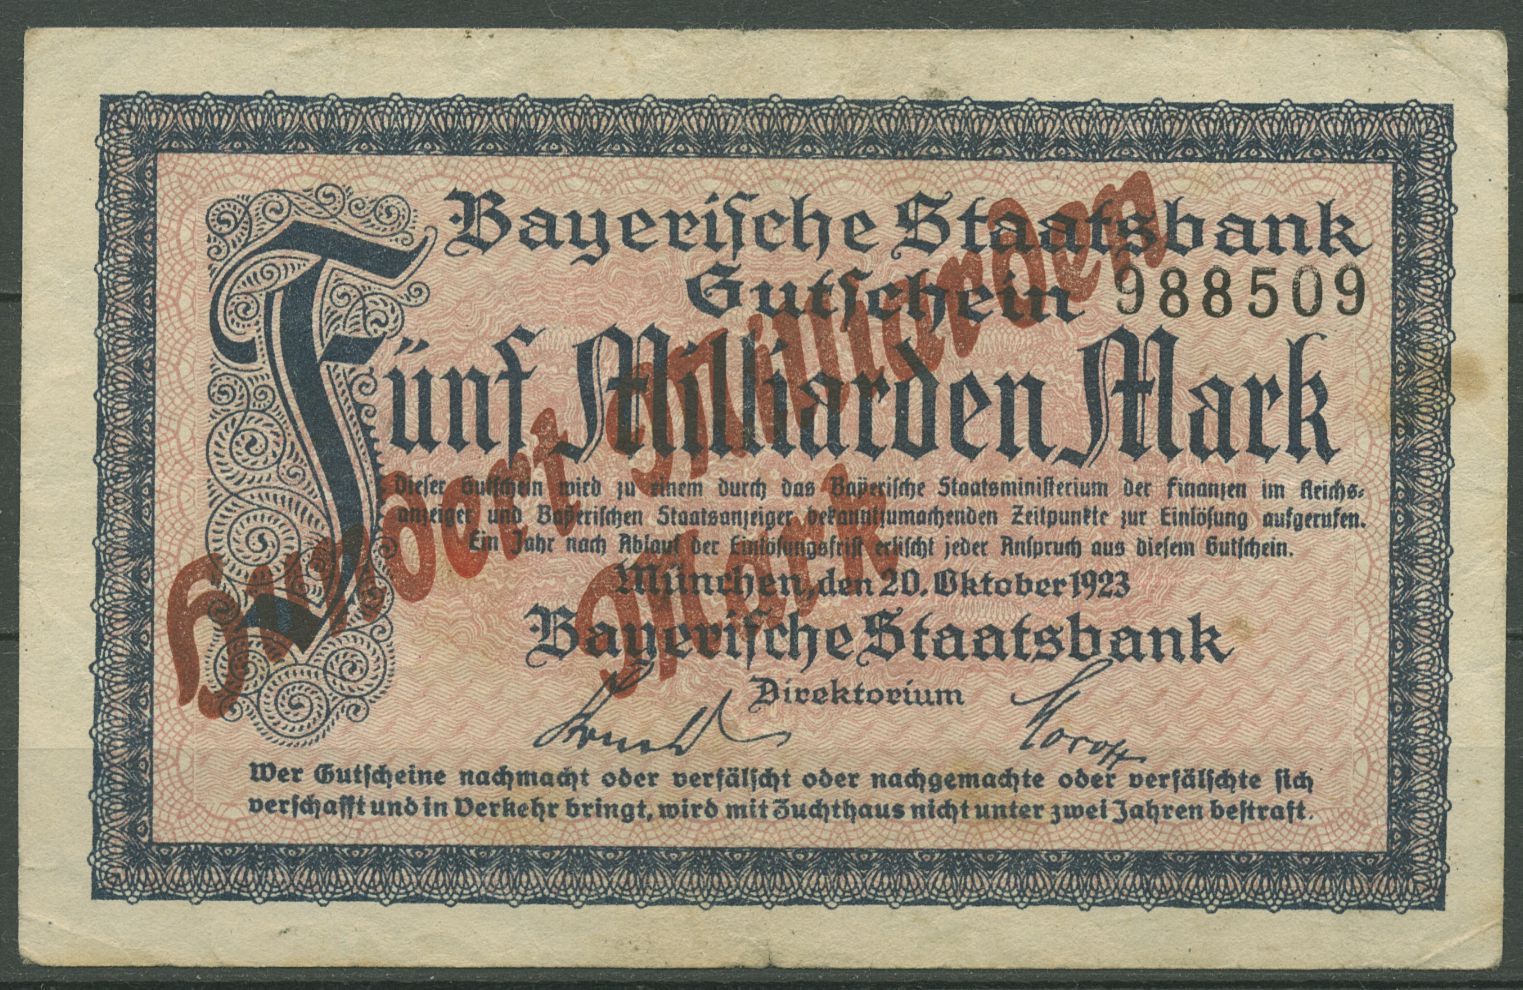 Bayerische Staatsbank
Gutschein 988509
Fünf Milliarden Mark
Hundert Milliarden
Mark
Dieser Gutschein wird zu einem durch das Bayerische Staatsministerium der Finanzen im Reichs-
anzeiger und Bayerischen Staatsanzeiger bekanntzumachenden Zeitpunkte zur Einlösung aufgerufen.
Ein Jahr nach Ablauf der Einlösungsfrist erlischt jeder Anspruch aus diesem Gutschein.
München, den 20. Oktober 1923
Bayerische Staatsbank
Direktorium
Wer Gutscheine nachmacht oder verfälscht oder nachgemachte oder verfälschte sich
verschafft und in Verkehr bringt, wird mit Zuchthaus nicht unter zwei Jahren bestraft.